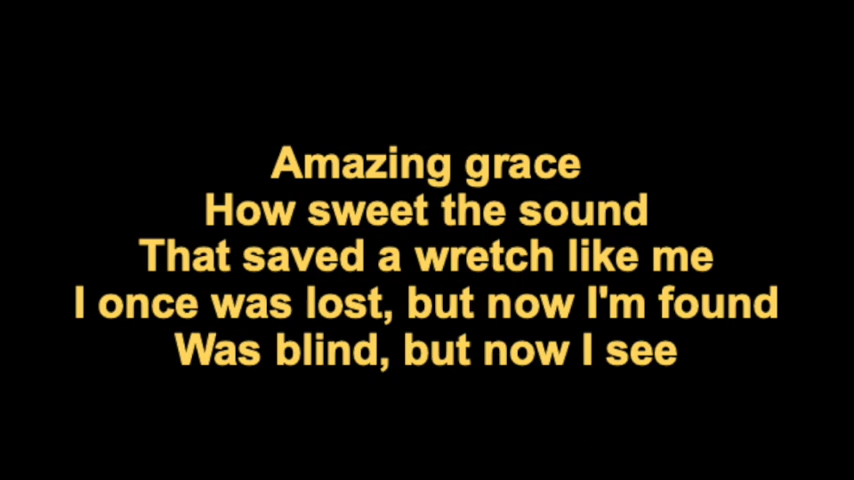 Amazing grace
How sweet the sound
That saved a wretch like me
I once was lost, but now I'm found
Was blind, but now I see